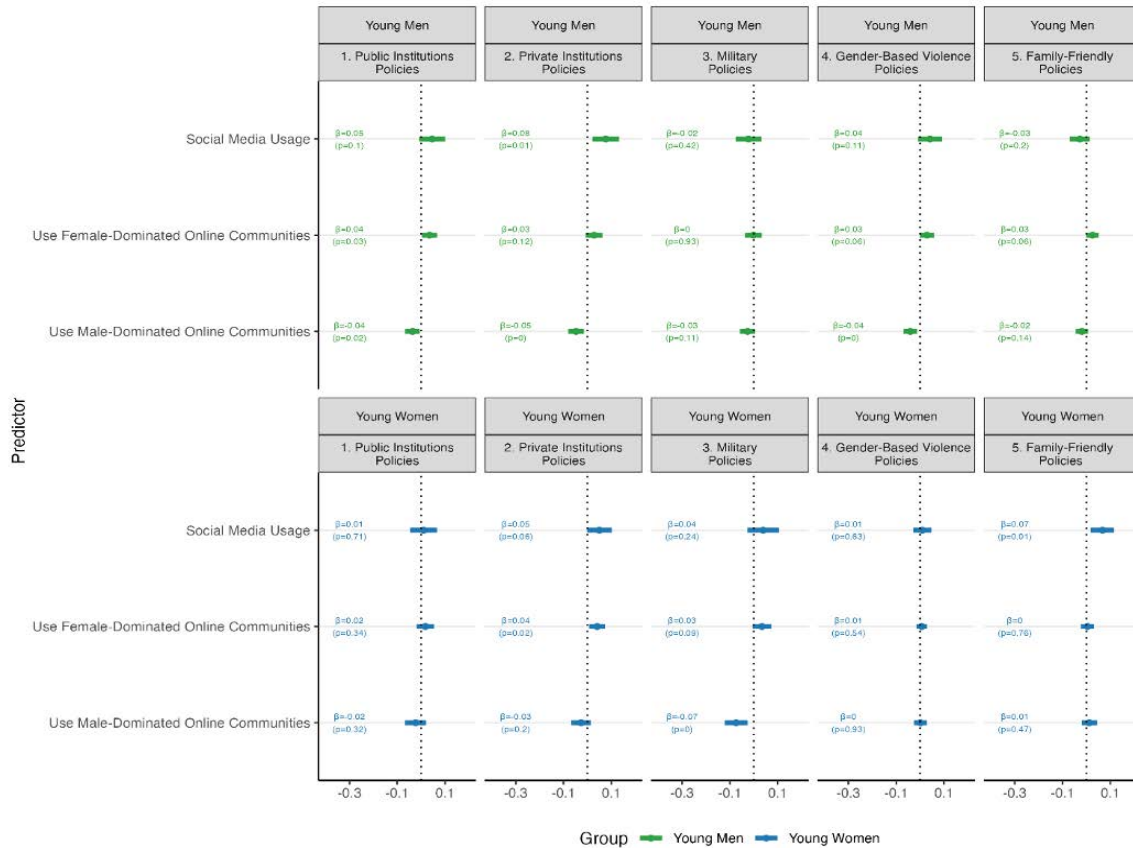 Young Men Young Men Young Men Young Men Young Men
1. Public Institutions Policies 2. Private Institutions Policies 3. Military Policies 4. Gender-Based Violence Policies 5. Family-Friendly Policies
Social Media Usage
β=0.05 β=0.08 β=-0.02 β=0.04 β=-0.03
(p=0.1) (p=0.01) (p=0.42) (p=0.11) (p=0.2)
Use Female-Dominated Online Communities
β=0.04 β=0.03 β=0 β=0.03 β=0.03
(p=0.03) (p=0.12) (p=0.93) (p=0.06) (p=0.06)
Use Male-Dominated Online Communities
β=-0.04 β=-0.05 β=-0.03 β=-0.04 β=-0.02
(p=0.02) (p=0) (p=0.11) (p=0) (p=0.14)
Predictor
Young Women Young Women Young Women Young Women Young Women
1. Public Institutions Policies 2. Private Institutions Policies 3. Military Policies 4. Gender-Based Violence Policies 5. Family-Friendly Policies
Social Media Usage
β=0.01 β=0.05 β=0.04 β=0.01 β=0.07
(p=0.71) (p=0.06) (p=0.24) (p=0.63) (p=0.01)
Use Female-Dominated Online Communities
β=0.02 β=0.04 β=0.03 β=0.01 β=0
(p=0.34) (p=0.02) (p=0.09) (p=0.54) (p=0.76)
Use Male-Dominated Online Communities
β=-0.02 β=-0.03 β=-0.07 β=0 β=0.01
(p=0.32) (p=0.2) (p=0) (p=0.93) (p=0.47)
-0.3 -0.1 0.1 -0.3 -0.1 0.1 -0.3 -0.1 0.1 -0.3 -0.1 0.1 -0.3 -0.1 0.1
Group Young Men Young Women